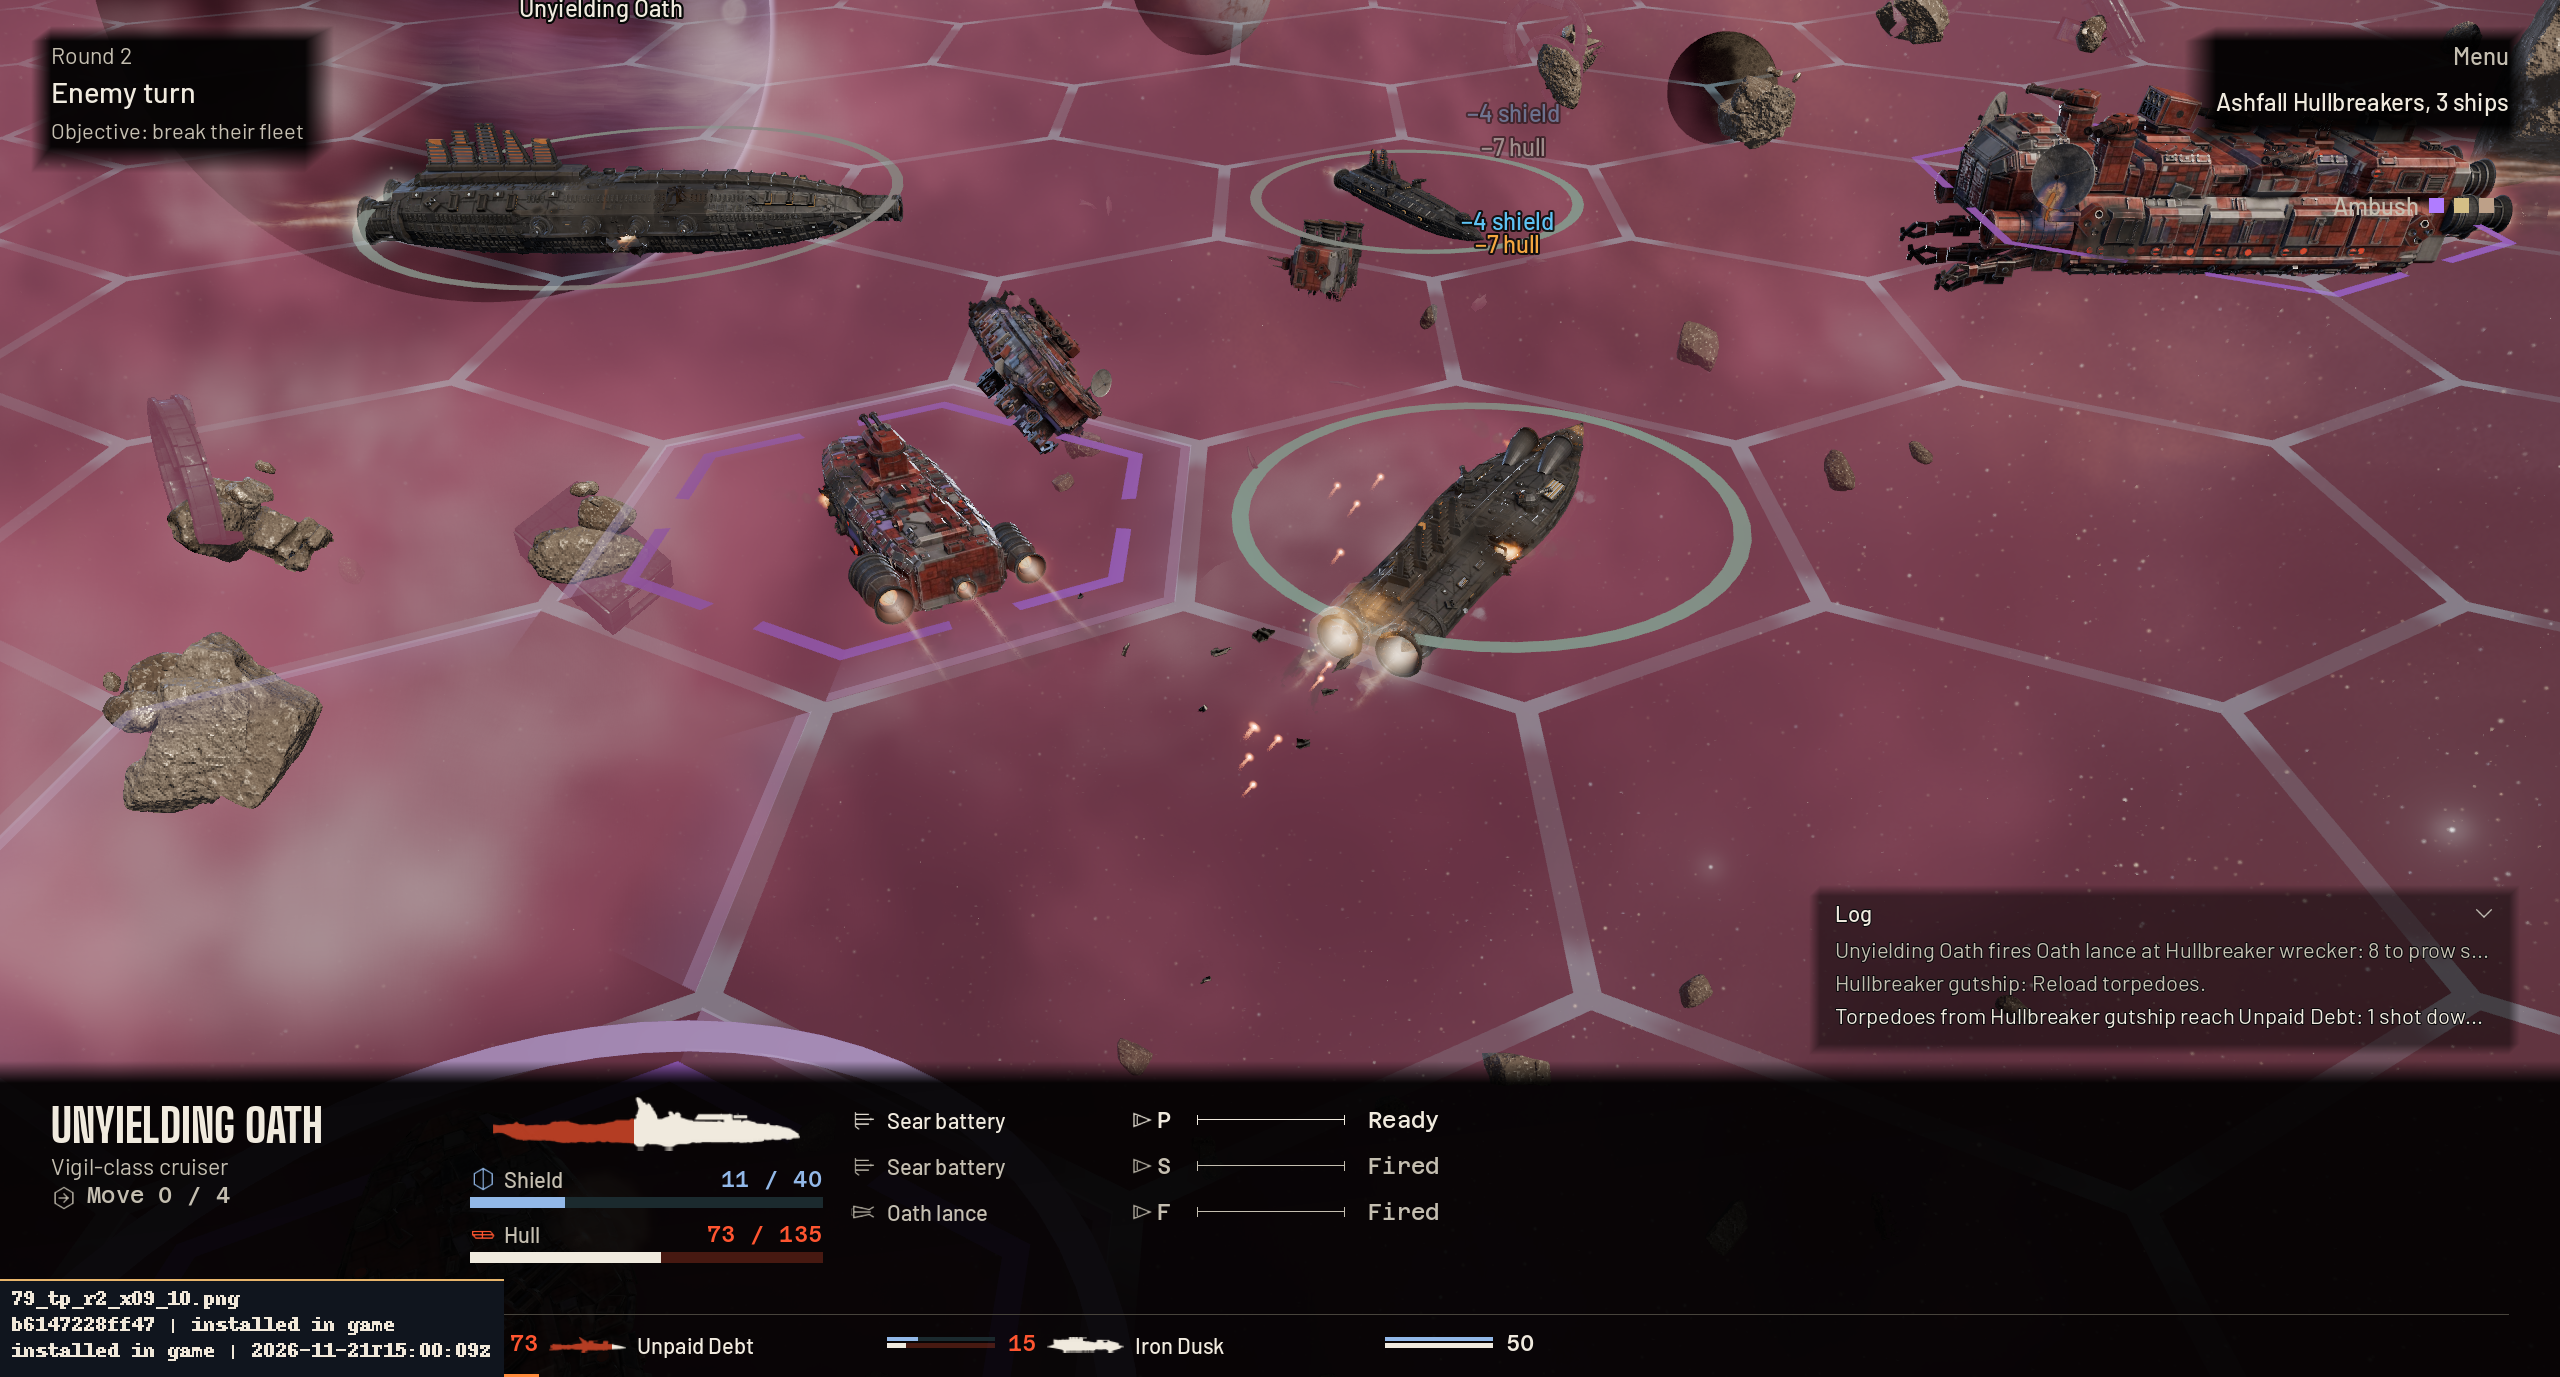 Unyielding Oath
Round 2
Enemy turn
Objective: break their fleet
Menu
Ashfall Hullbreakers, 3 ships
-4 shield
-7 hull
-4 shield
-7 hull
Ambush
Log
Unyielding Oath fires Oath lance at Hullbreaker wrecker: 8 to prow s...
Hullbreaker gutship: Reload torpedoes.
Torpedoes from Hullbreaker gutship reach Unpaid Debt: 1 shot dow...
UNYIELDING OATH
Vigil-class cruiser
Move 0 / 4
Shield 11 / 40
Hull 73 / 135
Sear battery P Ready
Sear battery S Fired
Oath lance F Fired
79_tp_r2_x09_10.png
b6147228ff47 | installed in game
installed in game | 2026-11-21r15:00:09z
73 Unpaid Debt 15 Iron Dusk 50